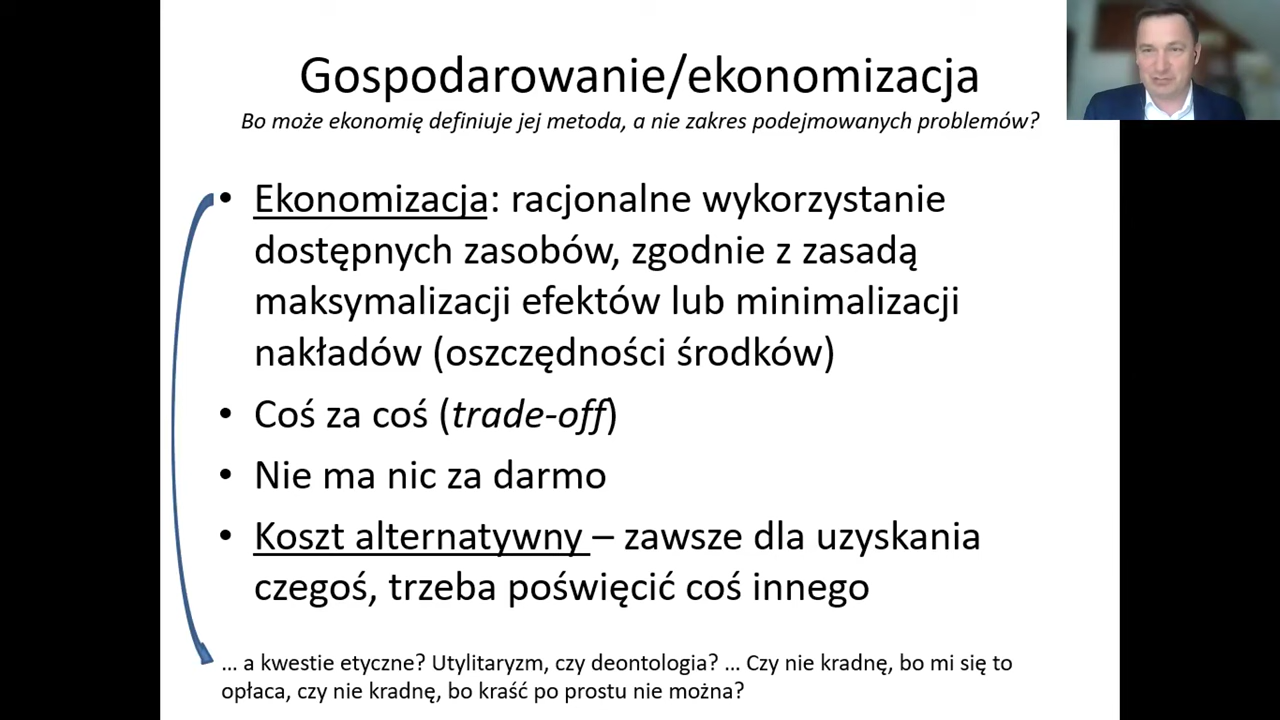 Gospodarowanie/ekonomizacja
Bo może ekonomię definiuje jej metoda, a nie zakres podejmowanych problemów?
• Ekonomizacja: racjonalne wykorzystanie
dostępnych zasobów, zgodnie z zasadą
maksymalizacji efektów lub minimalizacji
nakładów (oszczędności środków)
• Coś za coś (trade-off)
• Nie ma nic za darmo
• Koszt alternatywny – zawsze dla uzyskania
czegoś, trzeba poświęcić coś innego
... a kwestie etyczne? Utylitaryzm, czy deontologia? ... Czy nie kradnę, bo mi się to
opłaca, czy nie kradnę, bo kraść po prostu nie można?